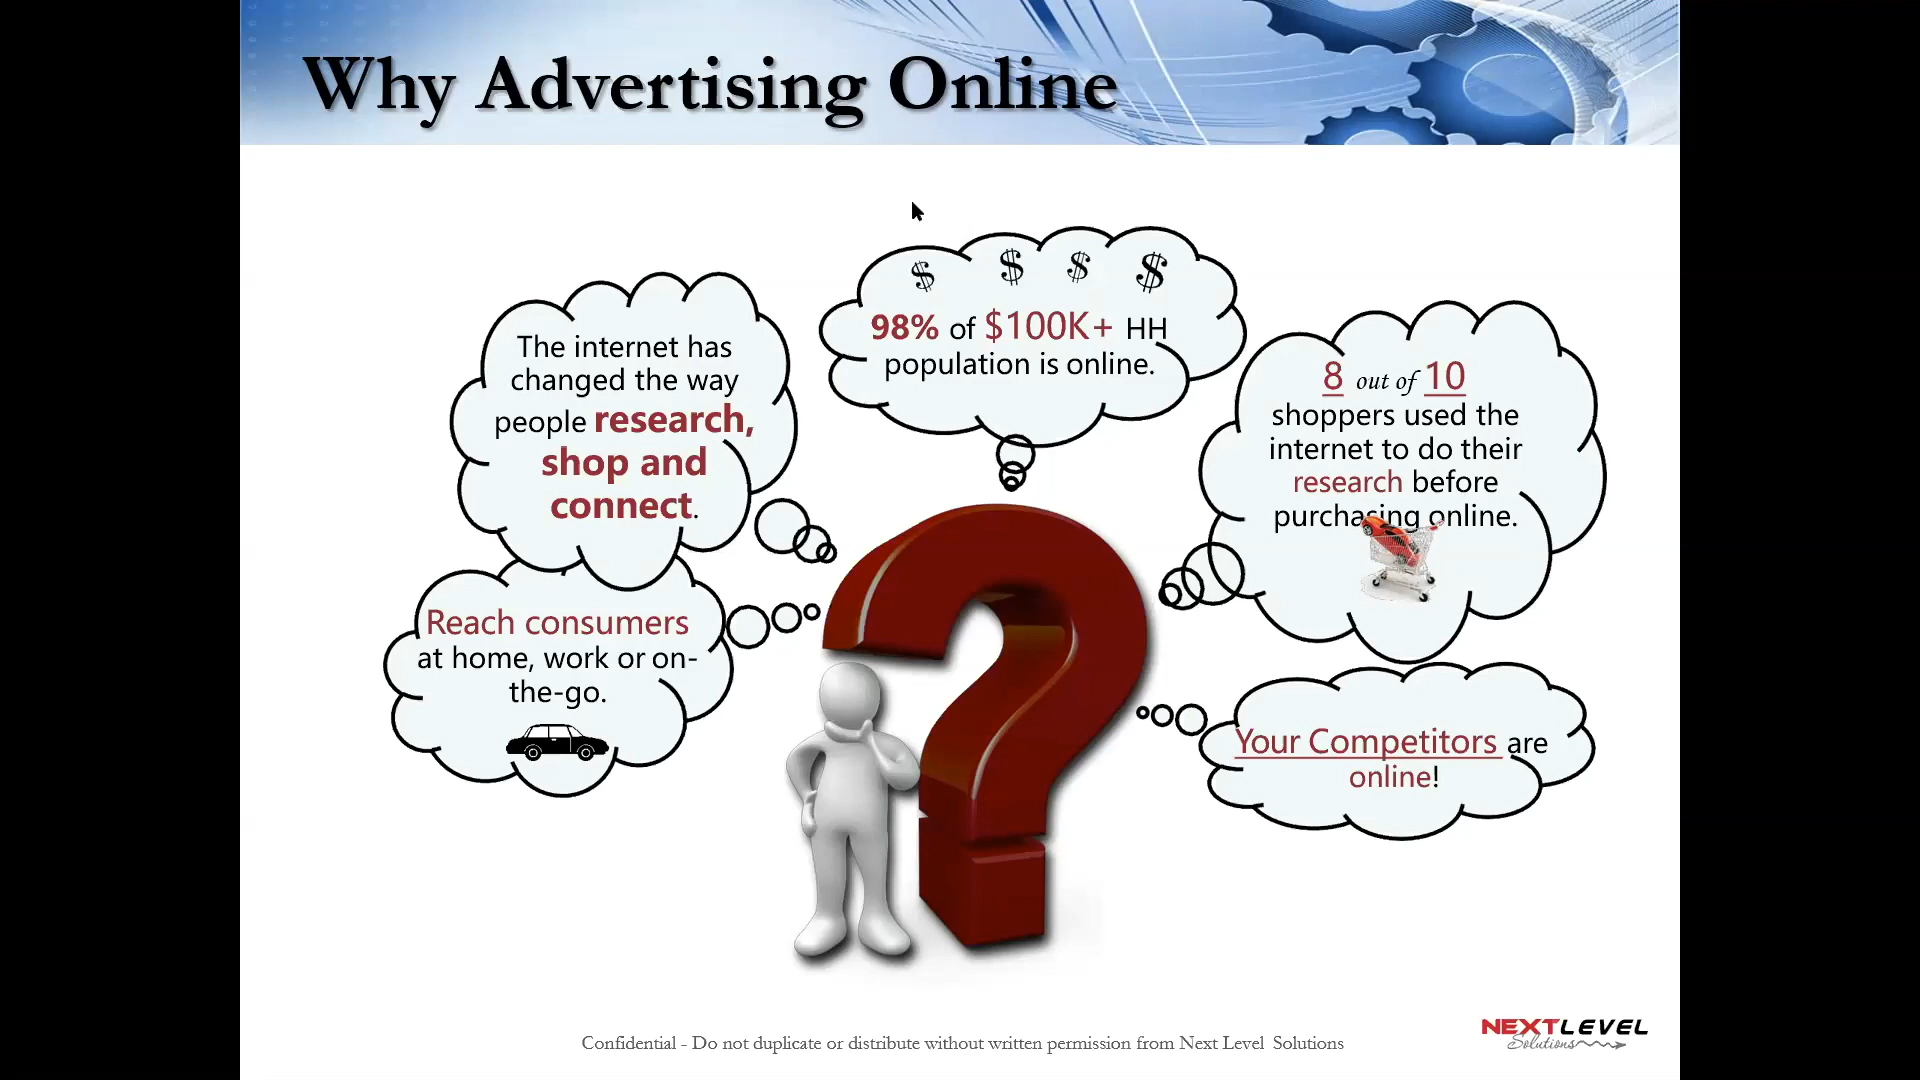 Why Advertising Online
$ $ $ $
98% of $100K+ HH
population is online.
The internet has
changed the way
people research,
shop and
connect.
8 out of 10
shoppers used the
internet to do their
research before
purchasing online.
Reach consumers
at home, work or on-
the-go.
Your Competitors are
online!
NEXTLEVEL
Solutions
Confidential - Do not duplicate or distribute without written permission from Next Level Solutions